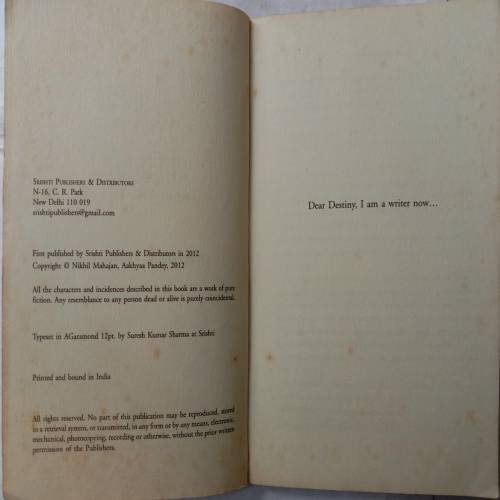 Srishti Publishers & Distributors
N-16, C. R. Park
New Delhi 110 019
srishtipublishers@gmail.com
First published by Srishti Publishers & Distributors in 2012
Copyright © Nikhil Mahajan, Aakhyaa Pandey, 2012
All the characters and incidences described in this book are a work of pure
fiction. Any resemblance to any person dead or alive is purely coincidental.
Typeset in AGaramond 12pt. by Suresh Kumar Sharma at Srishti
Printed and bound in India
All rights reserved. No part of this publication may be reproduced, stored
in a retrieval system, or transmitted, in any form or by any means, electronic,
mechanical, photocopying, recording or otherwise, without the prior written
permission of the Publishers.
Dear Destiny, I am a writer now…